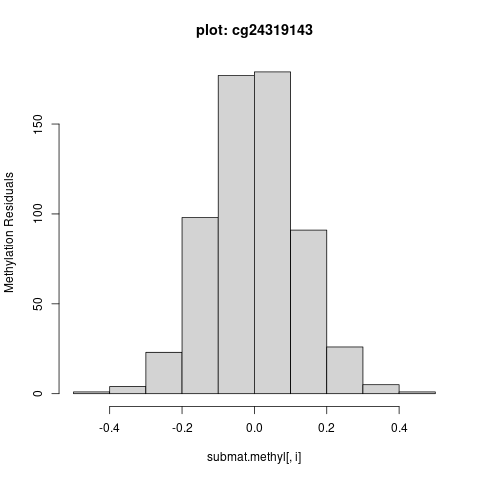 plot: cg24319143
Methylation Residuals
150
100
50
0
-0.4 -0.2 0.0 0.2 0.4
submat.methyl[, i]